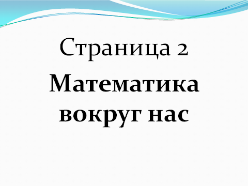 Страница 2
Математика
вокруг нас